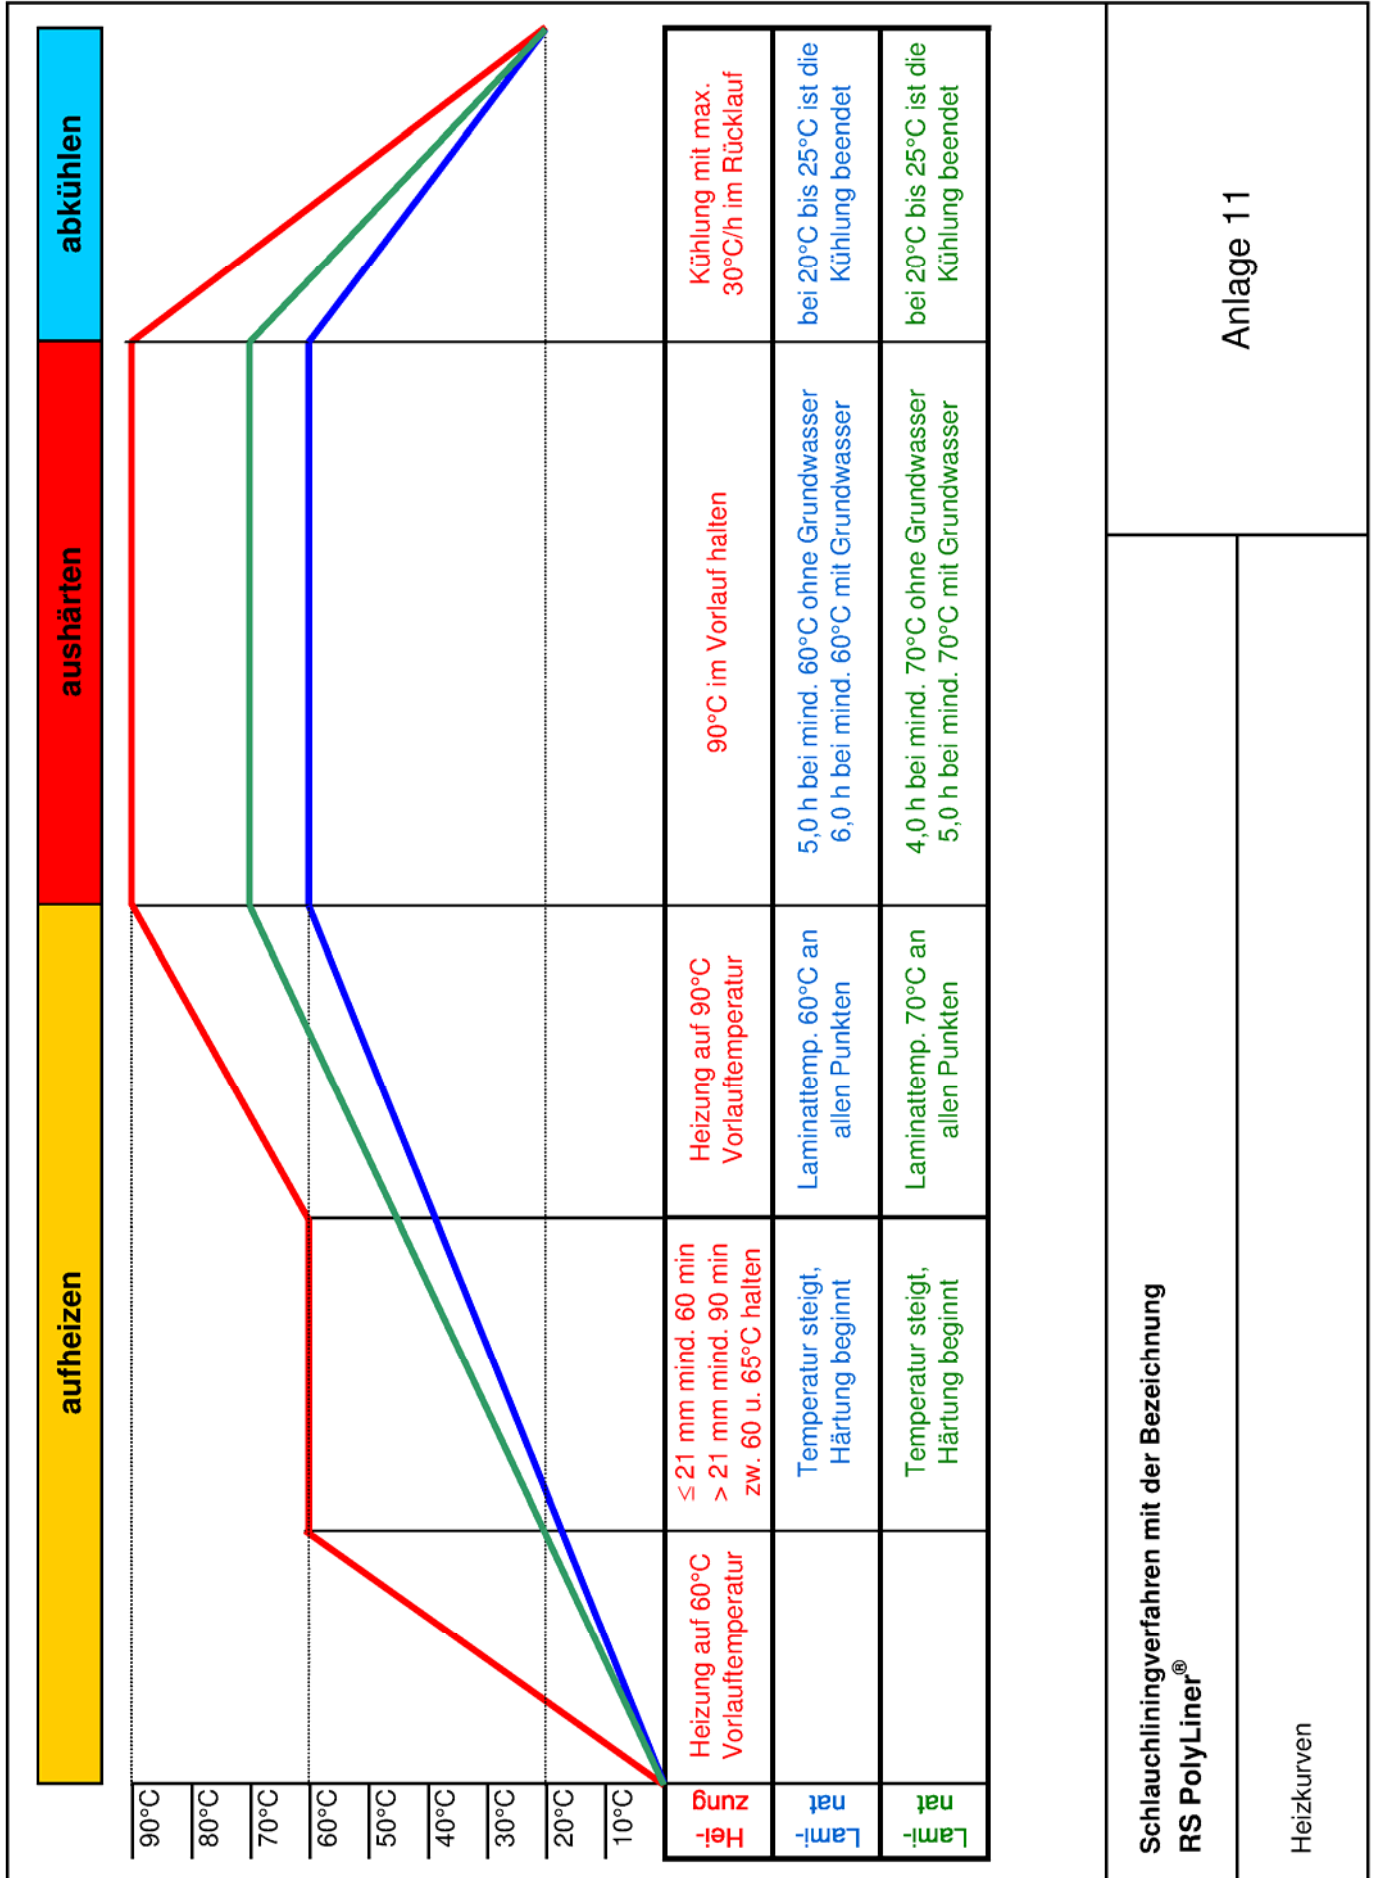 aufheizen
aushärten
abkühlen
90°C
80°C
70°C
60°C
50°C
40°C
30°C
20°C
10°C
Hei-
zung
Heizung auf 60°C
Vorlauftemperatur
≤ 21 mm mind. 60 min
> 21 mm mind. 90 min
zw. 60 u. 65°C halten
Heizung auf 90°C
Vorlauftemperatur
90°C im Vorlauf halten
Kühlung mit max.
30°C/h im Rücklauf
Lami-
nat
Temperatur steigt,
Härtung beginnt
Laminattemp. 60°C an
allen Punkten
5,0 h bei mind. 60°C ohne Grundwasser
6,0 h bei mind. 60°C mit Grundwasser
bei 20°C bis 25°C ist die
Kühlung beendet
Lami-
nat
Temperatur steigt,
Härtung beginnt
Laminattemp. 70°C an
allen Punkten
4,0 h bei mind. 70°C ohne Grundwasser
5,0 h bei mind. 70°C mit Grundwasser
bei 20°C bis 25°C ist die
Kühlung beendet
Schlauchliningverfahren mit der Bezeichnung
RS PolyLiner®
Heizkurven
Anlage 11